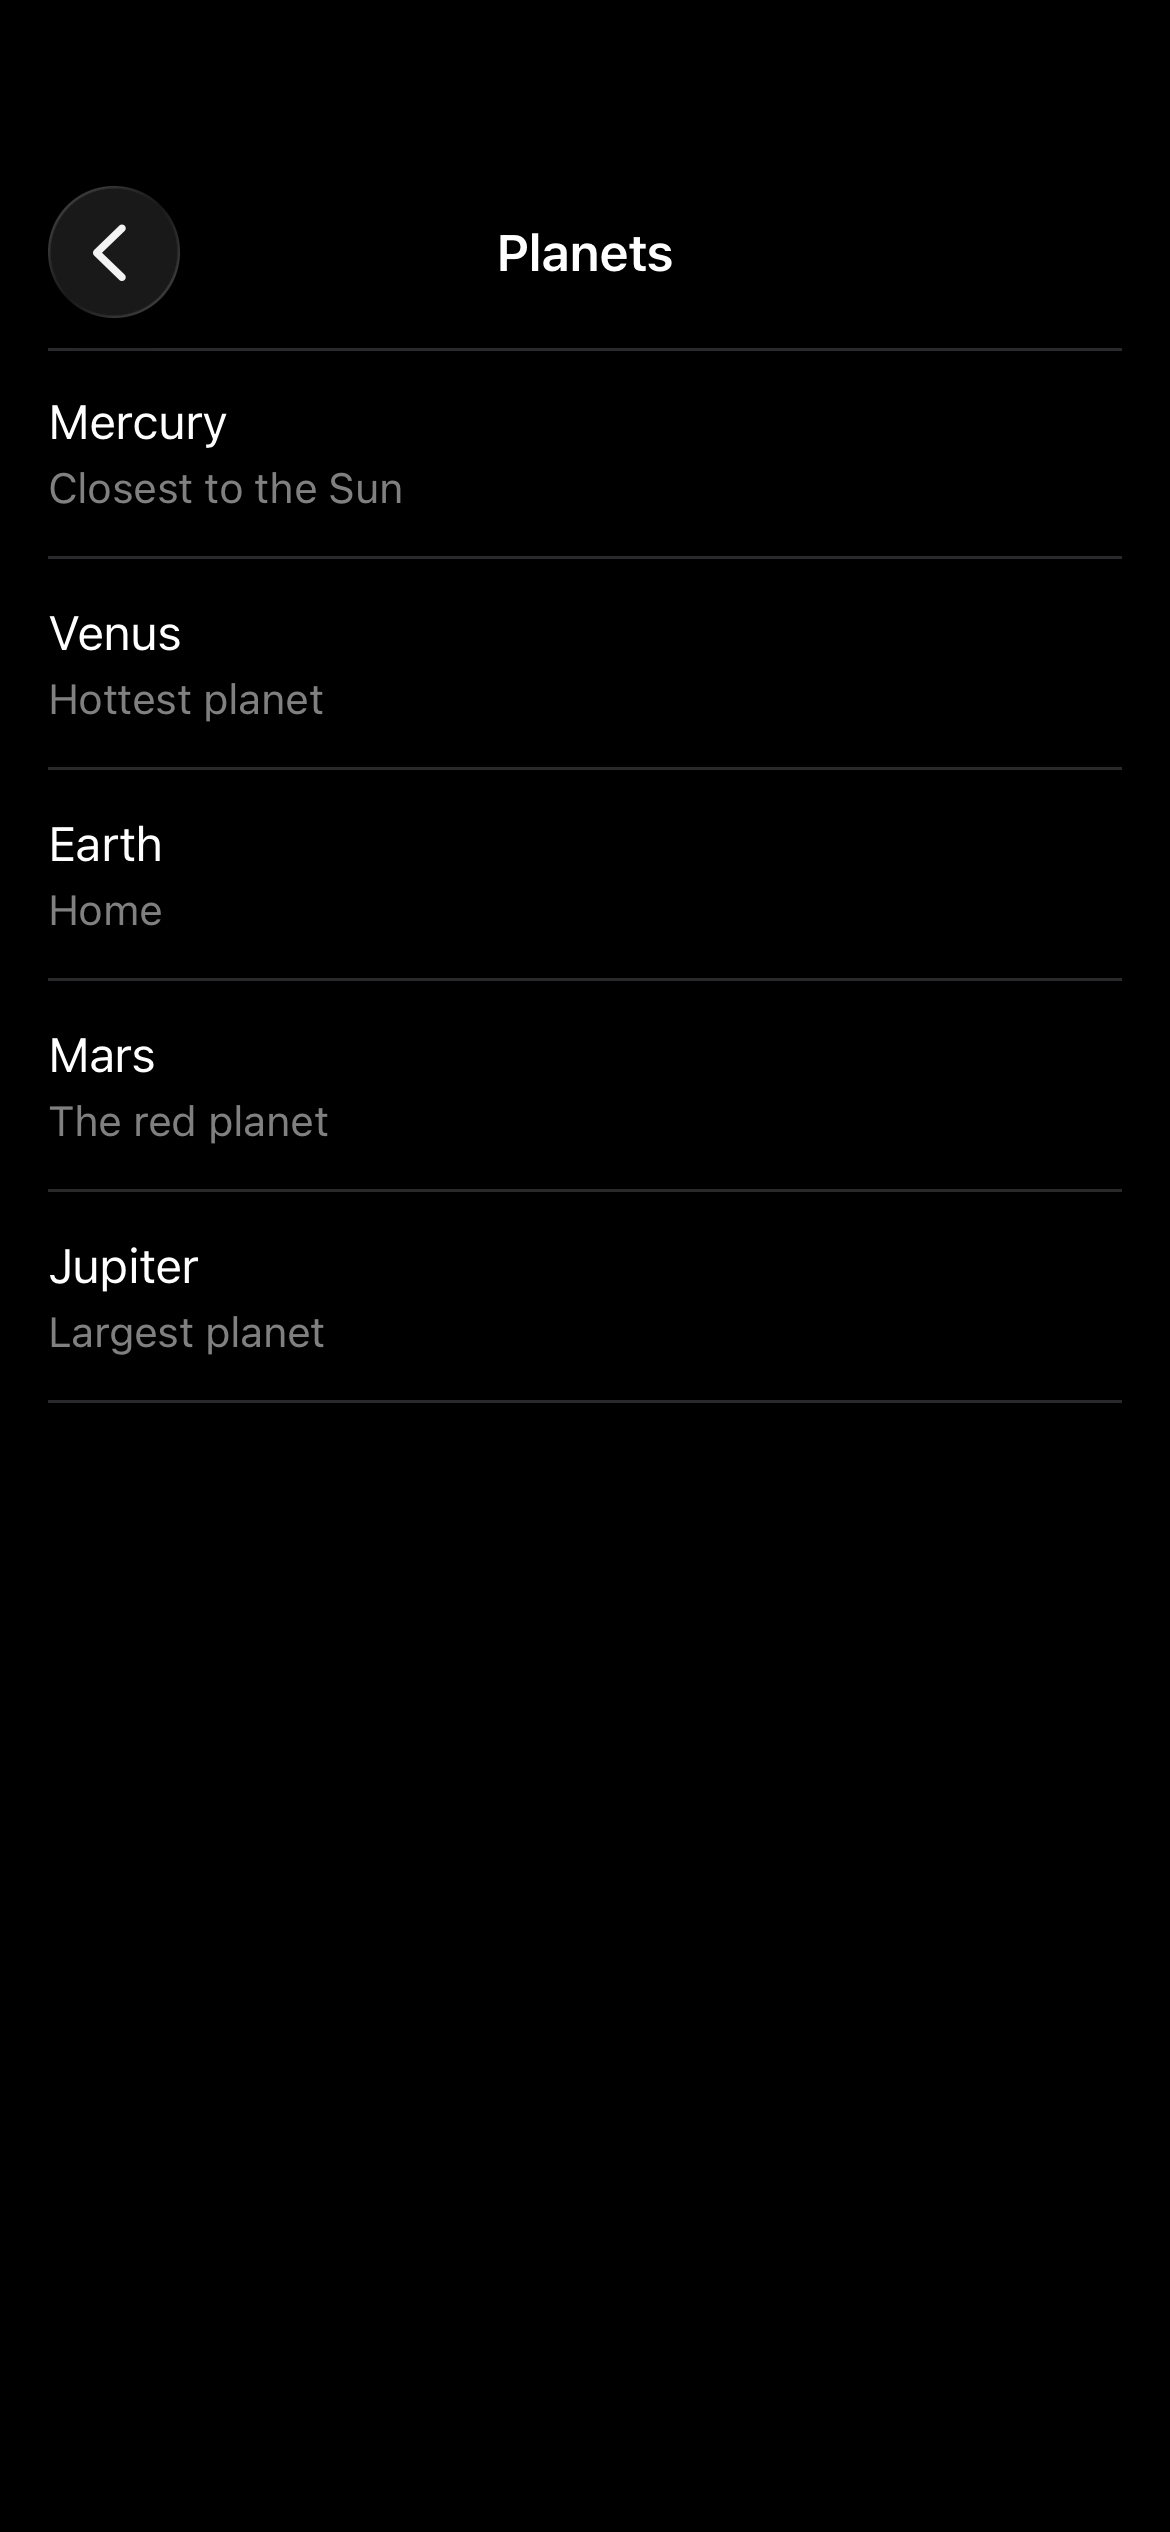 Planets
Mercury
Closest to the Sun
Venus
Hottest planet
Earth
Home
Mars
The red planet
Jupiter
Largest planet